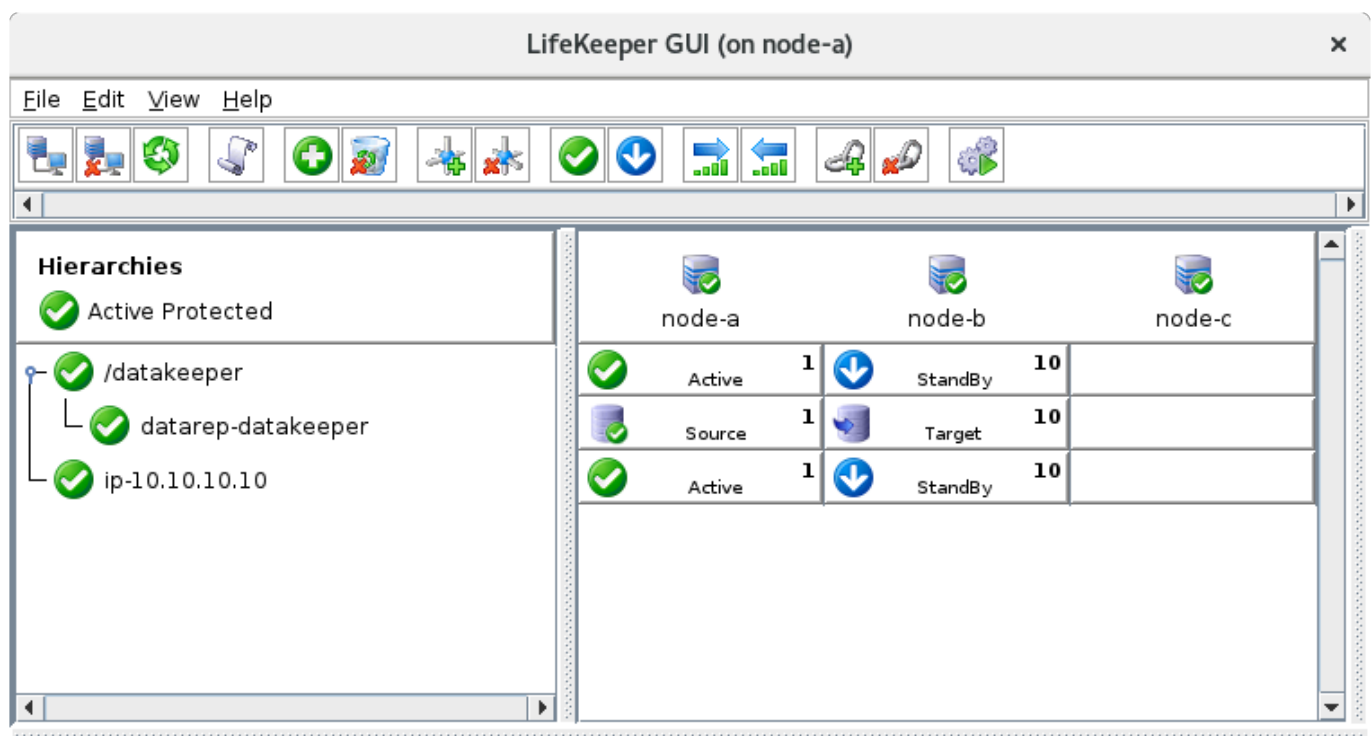 LifeKeeper GUI (on node-a)
File Edit View Help
Hierarchies
Active Protected
node-a node-b node-c
/datakeeper Active 1 StandBy 10
datarep-datakeeper Source 1 Target 10
ip-10.10.10.10 Active 1 StandBy 10